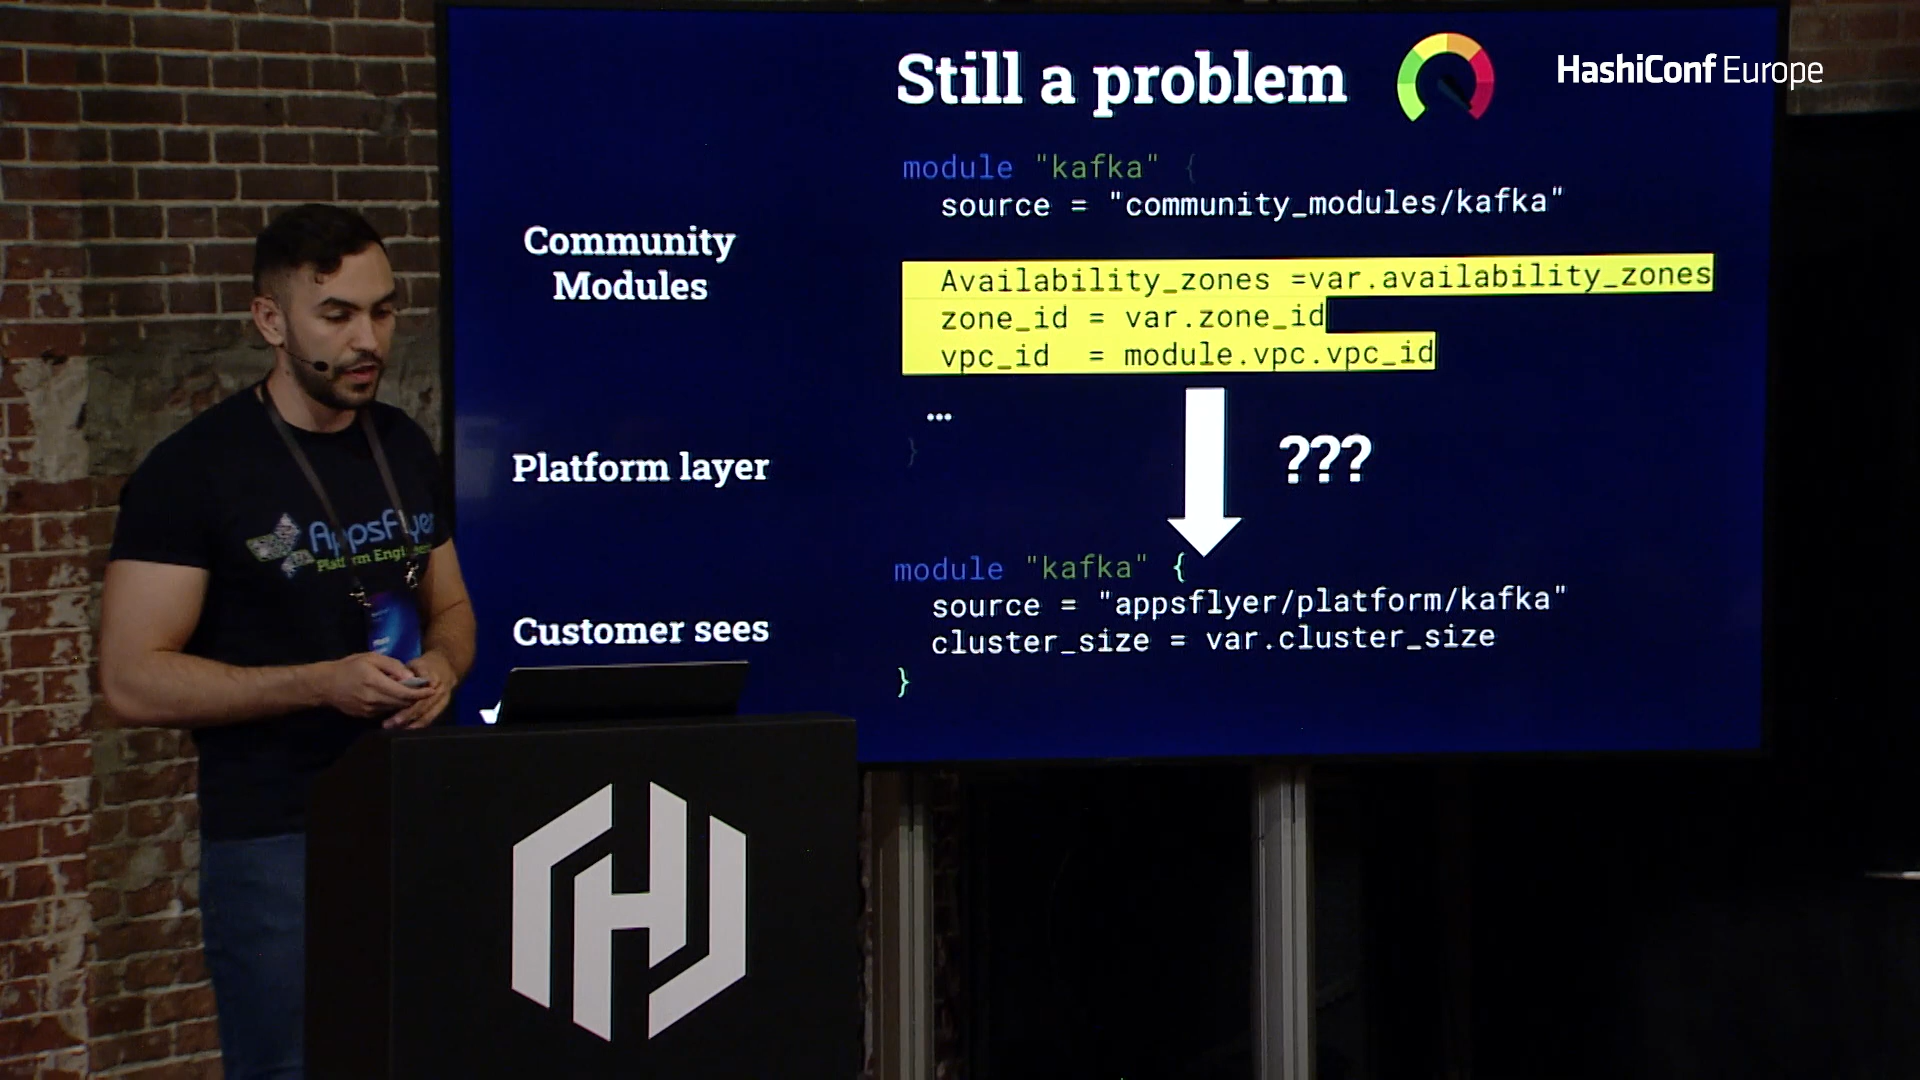 Still a problem
HashiConf Europe
module "kafka" {
source = "community_modules/kafka"
Community
Modules
Availability_zones =var.availability_zones
zone_id = var.zone_id
vpc_id = module.vpc.vpc_id
...
}
Platform layer
???
module "kafka" {
source = "appsflyer/platform/kafka"
cluster_size = var.cluster_size
}
Customer sees
AppsFlyer